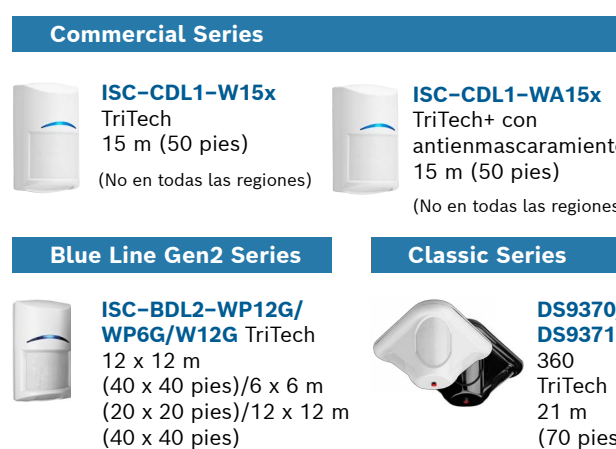 Commercial Series
ISC–CDL1–W15x
TriTech
15 m (50 pies)
(No en todas las regiones)
ISC–CDL1–WA15x
TriTech+ con
antienmascaramiento
15 m (50 pies)
(No en todas las regiones
Blue Line Gen2 Series
ISC–BDL2–WP12G/
WP6G/W12G TriTech
12 x 12 m
(40 x 40 pies)/6 x 6 m
(20 x 20 pies)/12 x 12 m
(40 x 40 pies)
Classic Series
DS9370/
DS9371
360
TriTech
21 m
(70 pies